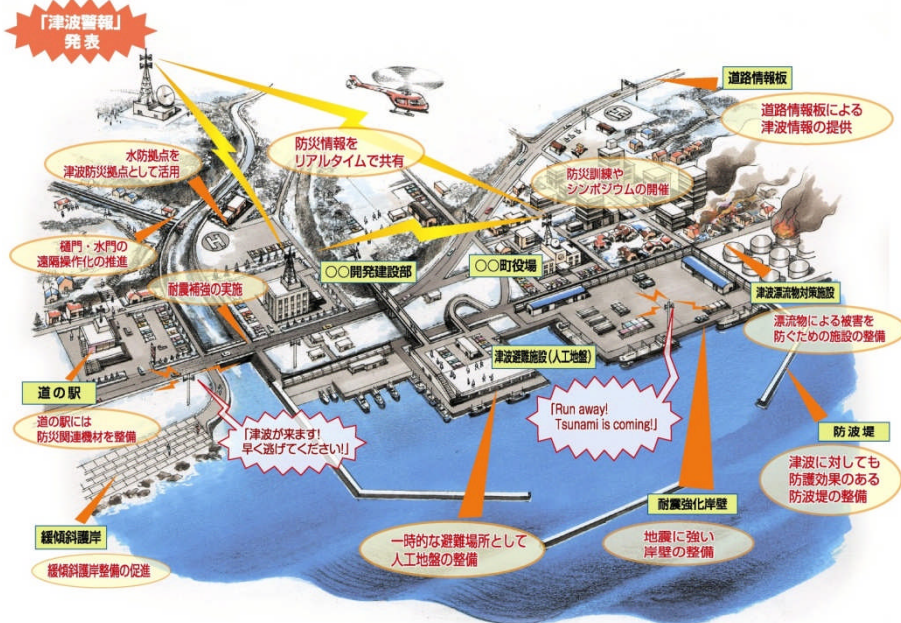 「津波警報」
発表
道路情報板
道路情報板による
津波情報の提供
防災情報を
リアルタイムで共有
水防拠点を
津波防災拠点として活用
防災訓練や
シンポジウムの開催
樋門・水門の
遠隔操作化の推進
〇〇開発建設部
〇〇町役場
耐震補強の実施
津波漂流物対策施設
漂流物による被害を
防ぐための施設の整備
津波避難施設(人工地盤)
道の駅
道の駅には
防災関連機材を整備
「津波が来ます!
早く逃げてください!」
「Run away!
Tsunami is coming!」
防波堤
津波に対しても
防護効果のある
防波堤の整備
耐震強化岸壁
地震に強い
岸壁の整備
一時的な避難場所として
人工地盤の整備
緩傾斜護岸
緩傾斜護岸整備の促進
H
H